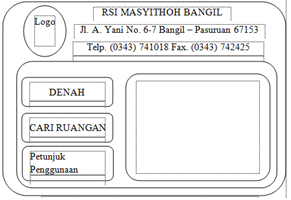 RSI MASYITHOH BANGIL
Logo
Jl. A. Yani No. 6-7 Bangil – Pasuruan 67153
Telp. (0343) 741018 Fax. (0343) 742425
DENAH
CARI RUANGAN
Petunjuk
Penggunaan